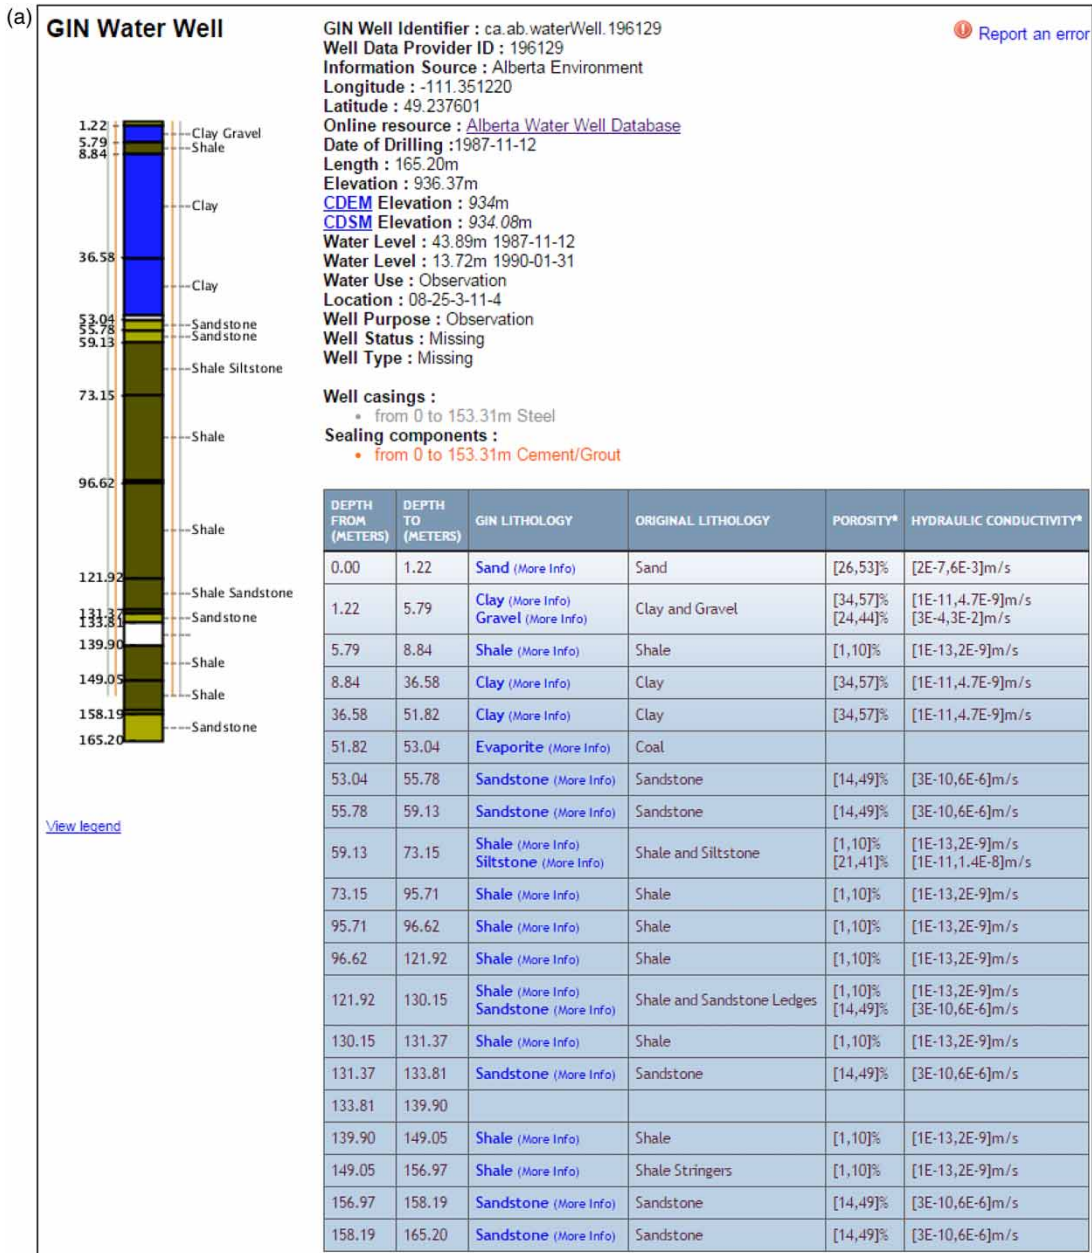 (a)
GIN Water Well
GIN Well Identifier : ca.ab.waterWell.196129
Well Data Provider ID : 196129
Information Source : Alberta Environment
Longitude : -111.351220
Latitude : 49.237601
Online resource : Alberta Water Well Database
Date of Drilling :1987-11-12
Length : 165.20m
Elevation : 936.37m
CDEM Elevation : 934m
CDSM Elevation : 934.08m
Water Level : 43.89m 1987-11-12
Water Level : 13.72m 1990-01-31
Water Use : Observation
Location : 08-25-3-11-4
Well Purpose : Observation
Well Status : Missing
Well Type : Missing
Well casings :
• from 0 to 153.31m Steel
Sealing components :
• from 0 to 153.31m Cement/Grout
Report an error
1.22
Clay Gravel
5.79
Shale
8.84
Clay
36.58
Clay
53.04
Sandstone
55.78
Sandstone
59.13
Shale Siltstone
73.15
Shale
96.62
Shale
121.92
Shale Sandstone
131.37
Sandstone
133.81
139.90
Shale
149.05
Shale
158.19
Sandstone
165.20
View legend
DEPTH FROM (METERS) DEPTH TO (METERS) GIN LITHOLOGY ORIGINAL LITHOLOGY POROSITY* HYDRAULIC CONDUCTIVITY*
0.00 1.22 Sand (More Info) Sand [26,53]% [2E-7,6E-3]m/s
1.22 5.79 Clay (More Info) Clay and Gravel [34,57]% [1E-11,4.7E-9]m/s
Gravel (More Info) [24,44]% [3E-4,3E-2]m/s
5.79 8.84 Shale (More Info) Shale [1,10]% [1E-13,2E-9]m/s
8.84 36.58 Clay (More Info) Clay [34,57]% [1E-11,4.7E-9]m/s
36.58 51.82 Clay (More Info) Clay [34,57]% [1E-11,4.7E-9]m/s
51.82 53.04 Evaporite (More Info) Coal
53.04 55.78 Sandstone (More Info) Sandstone [14,49]% [3E-10,6E-6]m/s
55.78 59.13 Sandstone (More Info) Sandstone [14,49]% [3E-10,6E-6]m/s
59.13 73.15 Shale (More Info) Shale and Siltstone [1,10]% [1E-13,2E-9]m/s
Siltstone (More Info) [21,41]% [1E-11,1.4E-8]m/s
73.15 95.71 Shale (More Info) Shale [1,10]% [1E-13,2E-9]m/s
95.71 96.62 Shale (More Info) Shale [1,10]% [1E-13,2E-9]m/s
96.62 121.92 Shale (More Info) Shale [1,10]% [1E-13,2E-9]m/s
121.92 130.15 Shale (More Info) Shale and Sandstone Ledges [1,10]% [1E-13,2E-9]m/s
Sandstone (More Info) [14,49]% [3E-10,6E-6]m/s
130.15 131.37 Shale (More Info) Shale [1,10]% [1E-13,2E-9]m/s
131.37 133.81 Sandstone (More Info) Sandstone [14,49]% [3E-10,6E-6]m/s
133.81 139.90
139.90 149.05 Shale (More Info) Shale [1,10]% [1E-13,2E-9]m/s
149.05 156.97 Shale (More Info) Shale Stringers [1,10]% [1E-13,2E-9]m/s
156.97 158.19 Sandstone (More Info) Sandstone [14,49]% [3E-10,6E-6]m/s
158.19 165.20 Sandstone (More Info) Sandstone [14,49]% [3E-10,6E-6]m/s